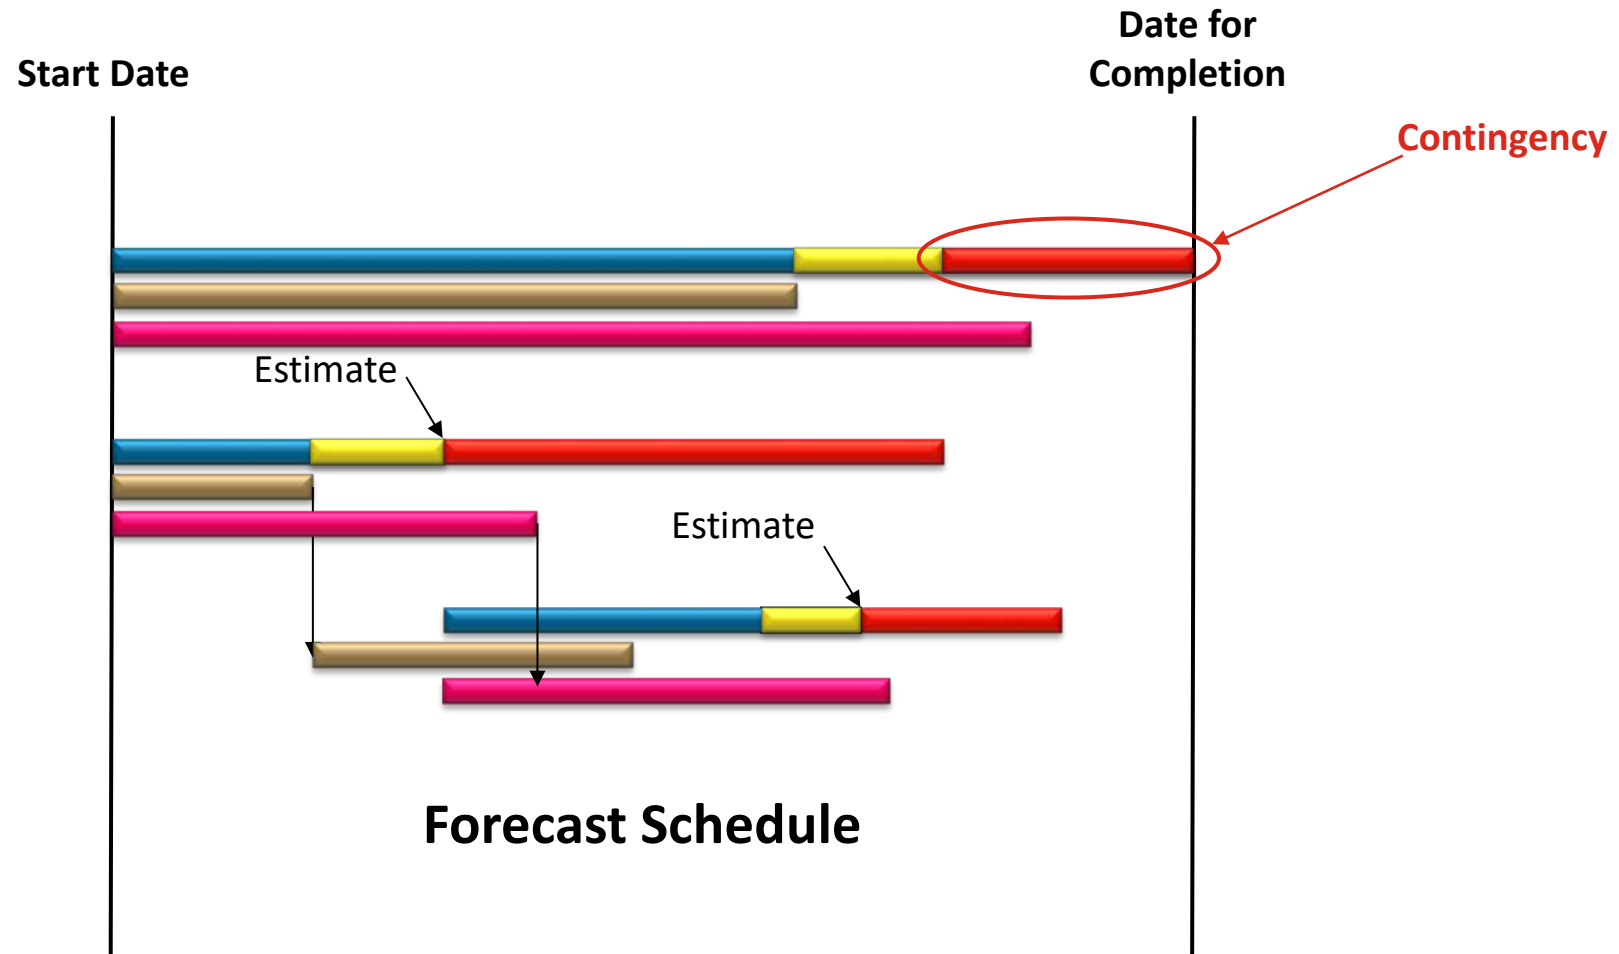 Date for
Completion
Start Date
Contingency
Estimate
Estimate
Forecast Schedule